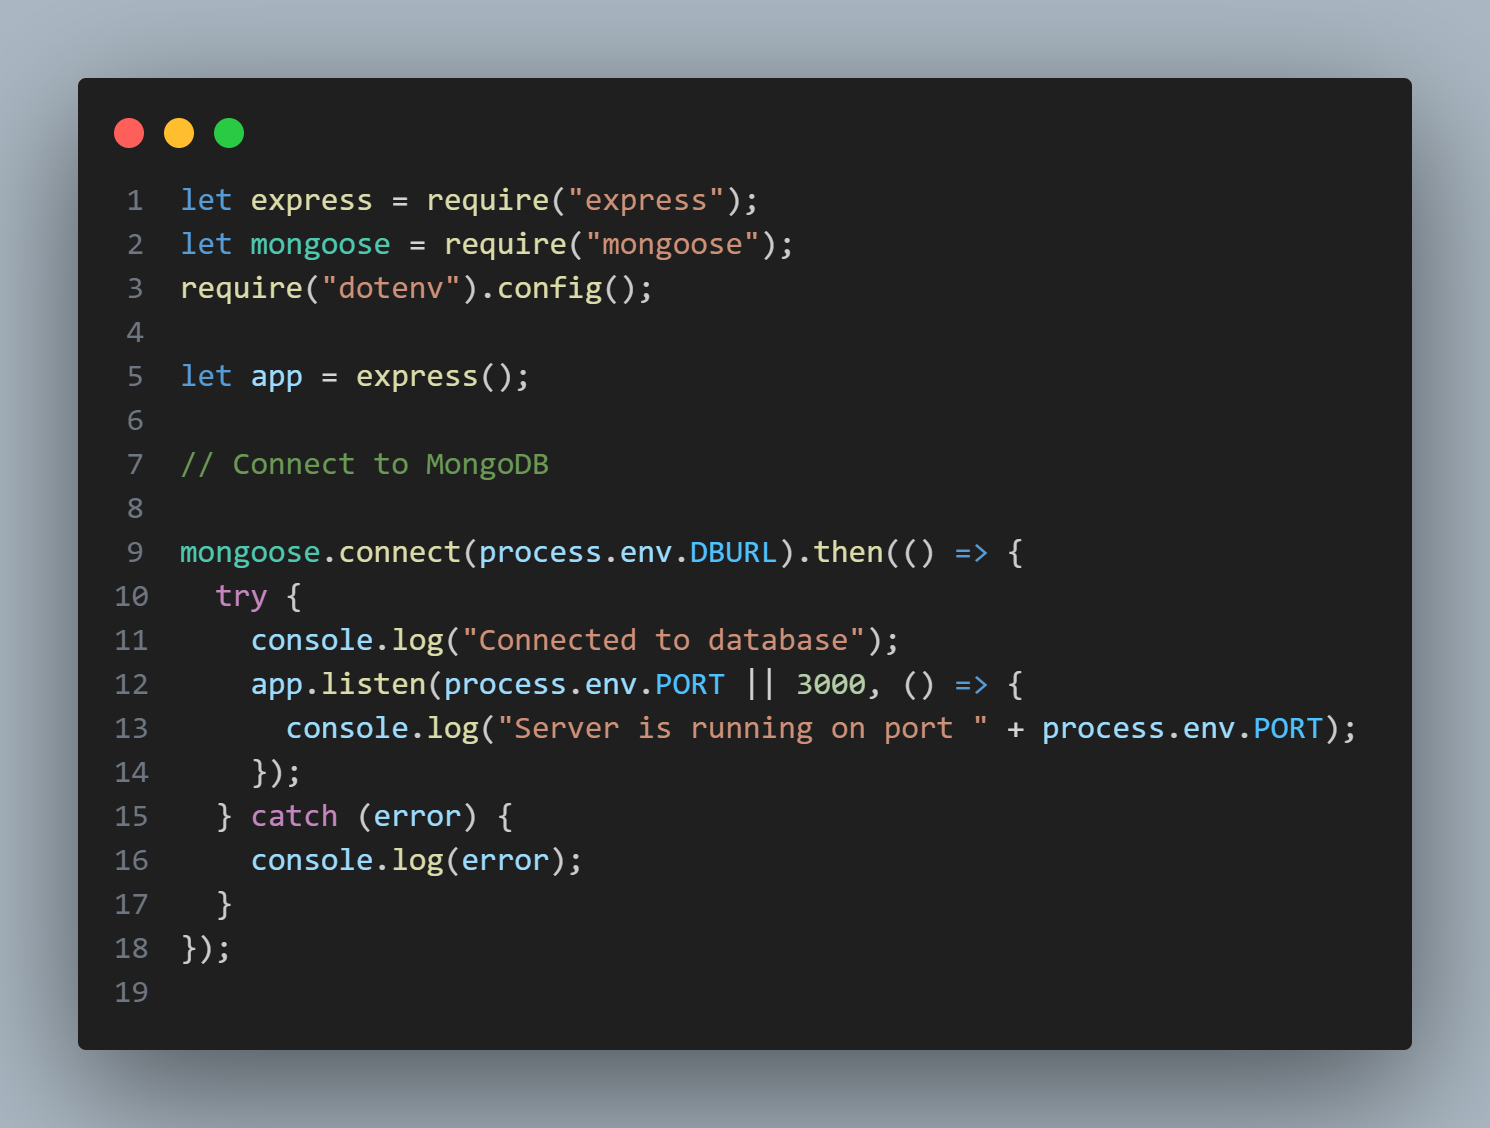 1 let express = require("express");
2 let mongoose = require("mongoose");
3 require("dotenv").config();
4
5 let app = express();
6
7 // Connect to MongoDB
8
9 mongoose.connect(process.env.DBURL).then(() => {
10   try {
11     console.log("Connected to database");
12     app.listen(process.env.PORT || 3000, () => {
13       console.log("Server is running on port " + process.env.PORT);
14     });
15   } catch (error) {
16     console.log(error);
17   }
18 });
19